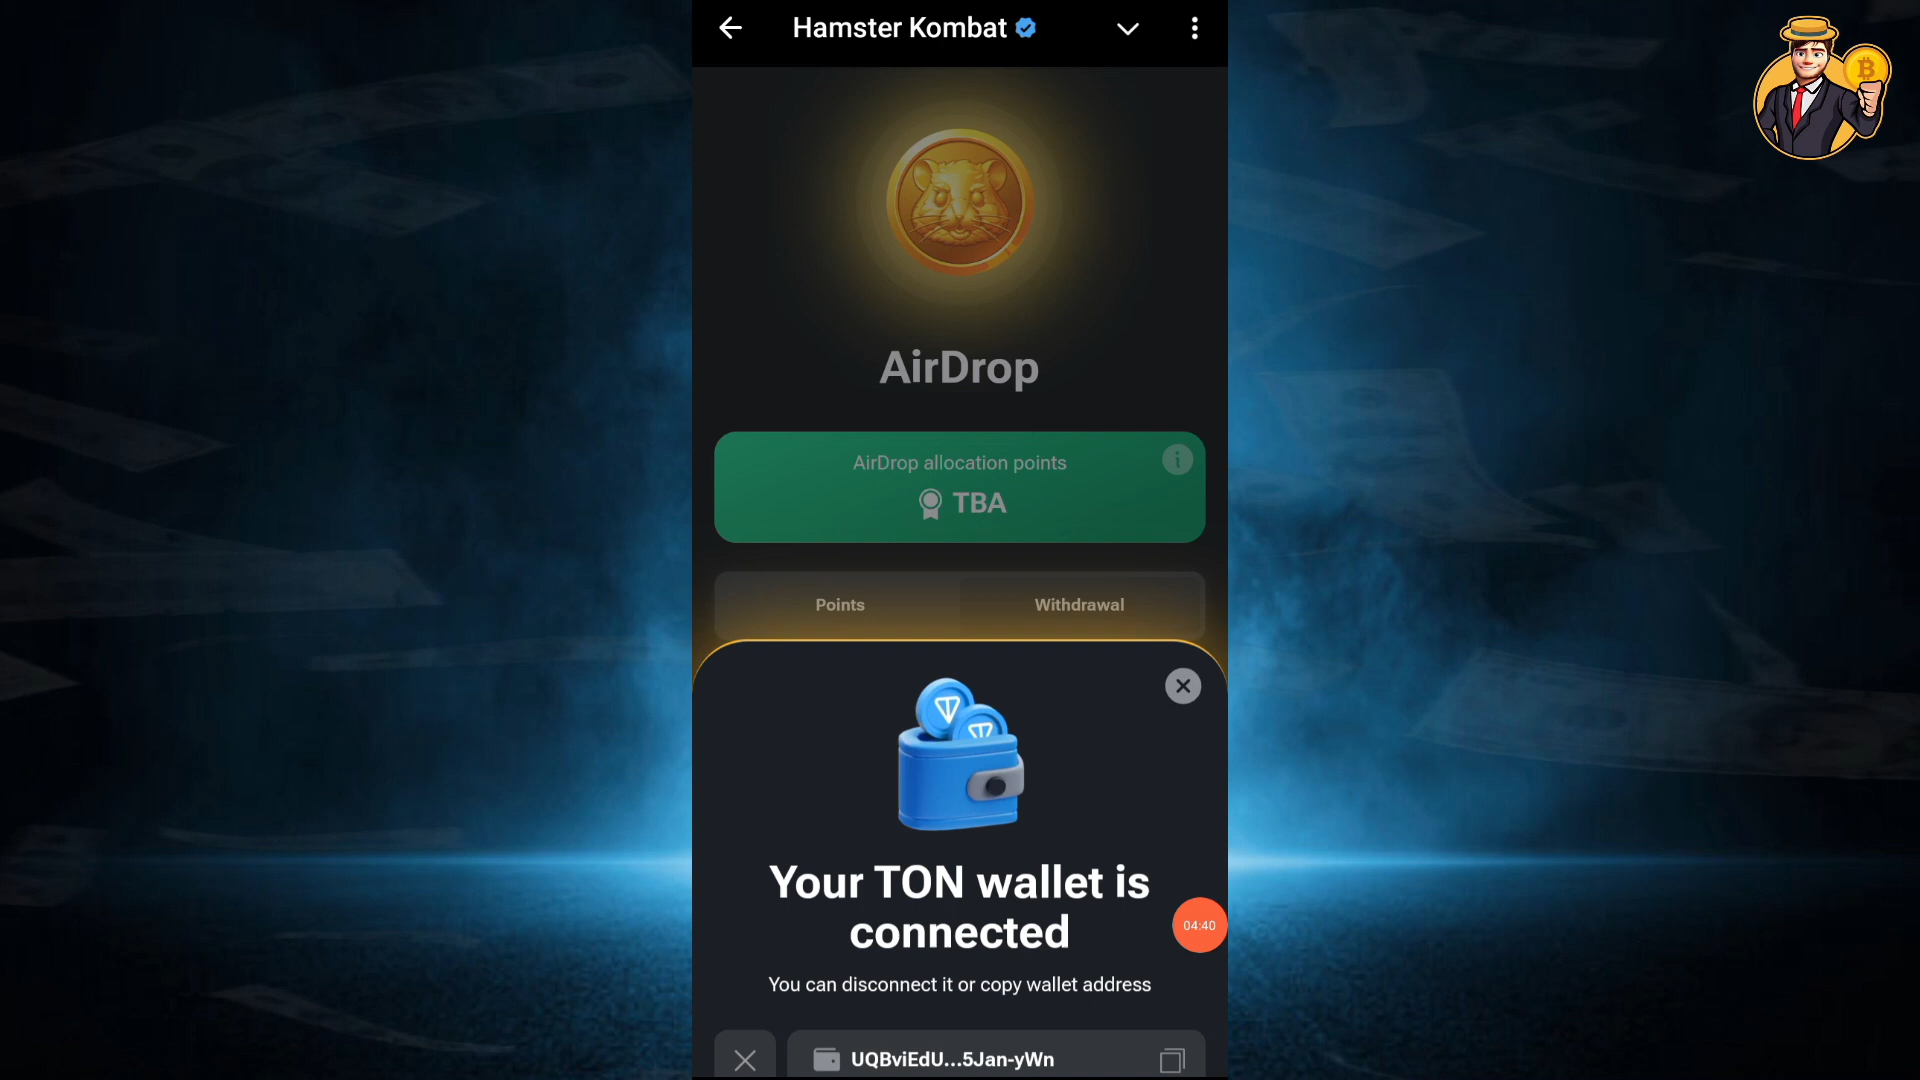 Hamster Kombat
AirDrop
AirDrop allocation points
TBA
Points
Withdrawal
Your TON wallet is
connected
04:40
You can disconnect it or copy wallet address
UQBviEdU...5Jan-yWn